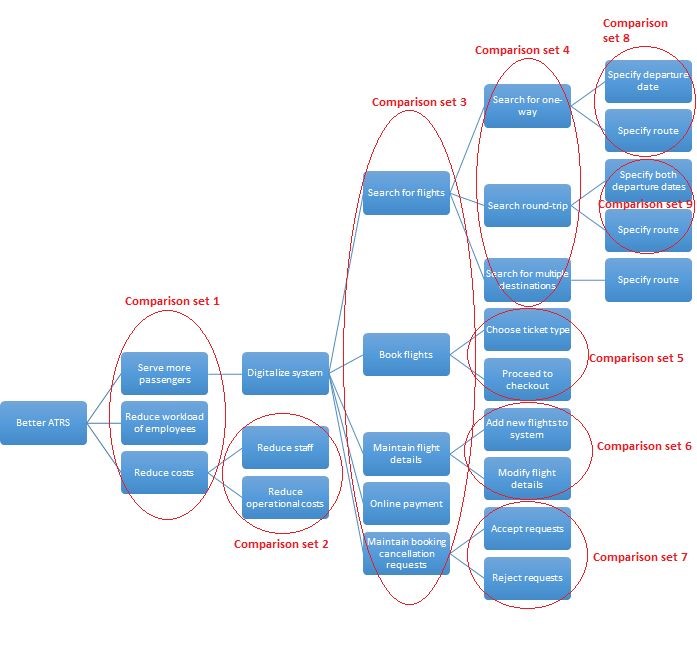 Comparison
set 8
Comparison set 4
Specify departure
date
Comparison set 3
Search for one-
way
Specify route
Specify both
departure dates
Search for flights
Search round-trip
Comparison set 9
Specify route
Search for multiple
destinations
Specify route
Comparison set 1
Choose ticket type
Book flights
Comparison set 5
Serve more
passengers
Digitalize system
Proceed to
checkout
Better ATRS
Reduce workload
of employees
Add new flights to
system
Reduce staff
Maintain flight
details
Comparison set 6
Reduce costs
Modify flight
details
Reduce
operational costs
Online payment
Accept requests
Comparison set 2
Maintain booking
cancellation
requests
Comparison set 7
Reject requests